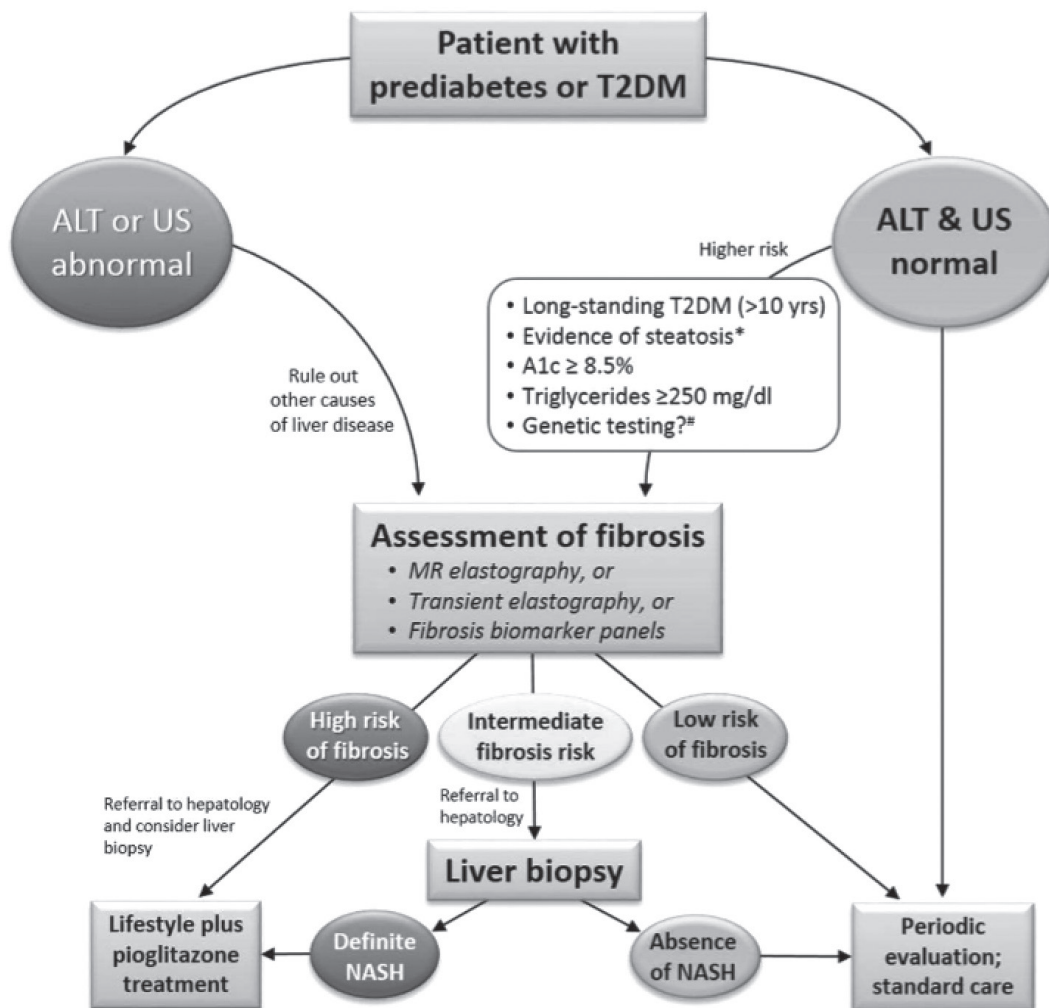 Patient with
prediabetes or T2DM
ALT or US
abnormal
ALT & US
normal
Higher risk
• Long-standing T2DM (>10 yrs)
• Evidence of steatosis*
• A1c ≥ 8.5%
• Triglycerides ≥250 mg/dl
• Genetic testing?#
Rule out
other causes
of liver disease
Assessment of fibrosis
• MR elastography, or
• Transient elastography, or
• Fibrosis biomarker panels
High risk
of fibrosis
Intermediate
fibrosis risk
Low risk
of fibrosis
Referral to hepatology
and consider liver
biopsy
Referral to
hepatology
Liver biopsy
Lifestyle plus
pioglitazone
treatment
Definite
NASH
Absence
of NASH
Periodic
evaluation;
standard care